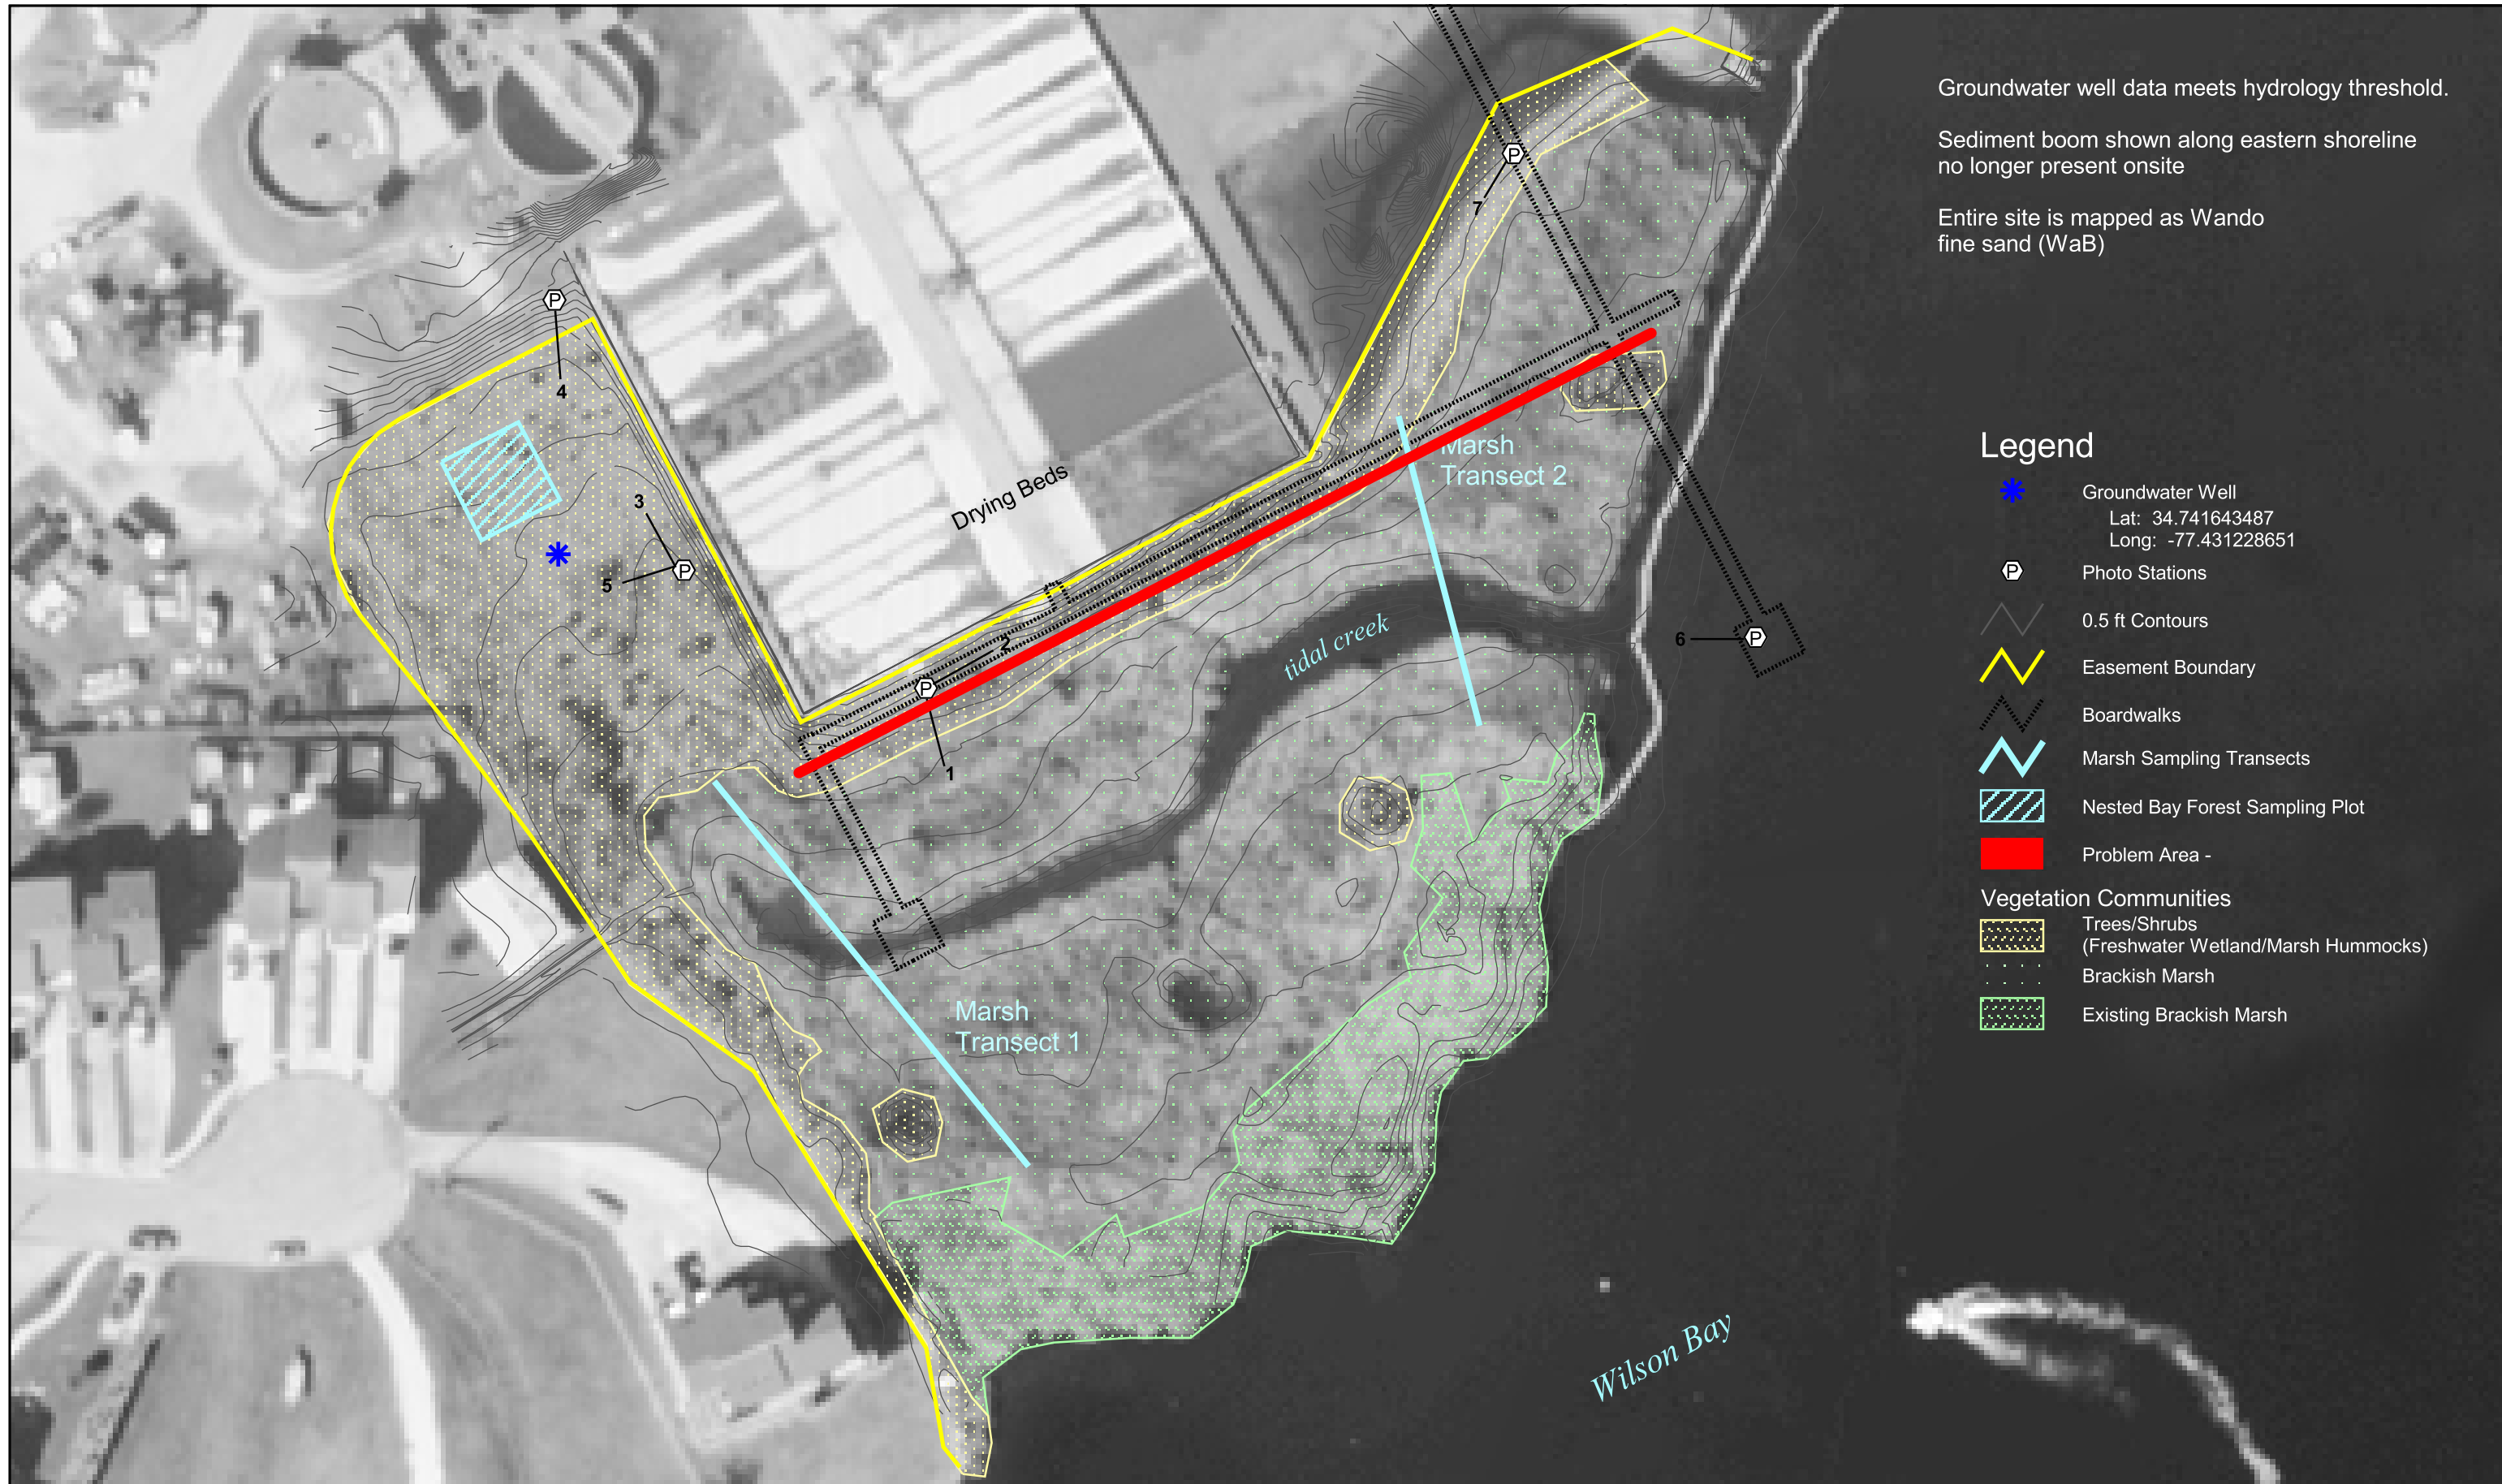 Groundwater well data meets hydrology threshold.
Sediment boom shown along eastern shoreline
no longer present onsite
Entire site is mapped as Wando
fine sand (WaB)
Legend
Groundwater Well
Lat: 34.741643487
Long: -77.431228651
P
Photo Stations
0.5 ft Contours
Easement Boundary
Boardwalks
Marsh Sampling Transects
Nested Bay Forest Sampling Plot
Problem Area -
Vegetation Communities
Trees/Shrubs
(Freshwater Wetland/Marsh Hummocks)
Brackish Marsh
Existing Brackish Marsh
P
7
P
4
Marsh
Transect 2
Drying Beds
3
P
5
2
P
1
tidal creek
6
P
Marsh
Transect 1
Wilson Bay